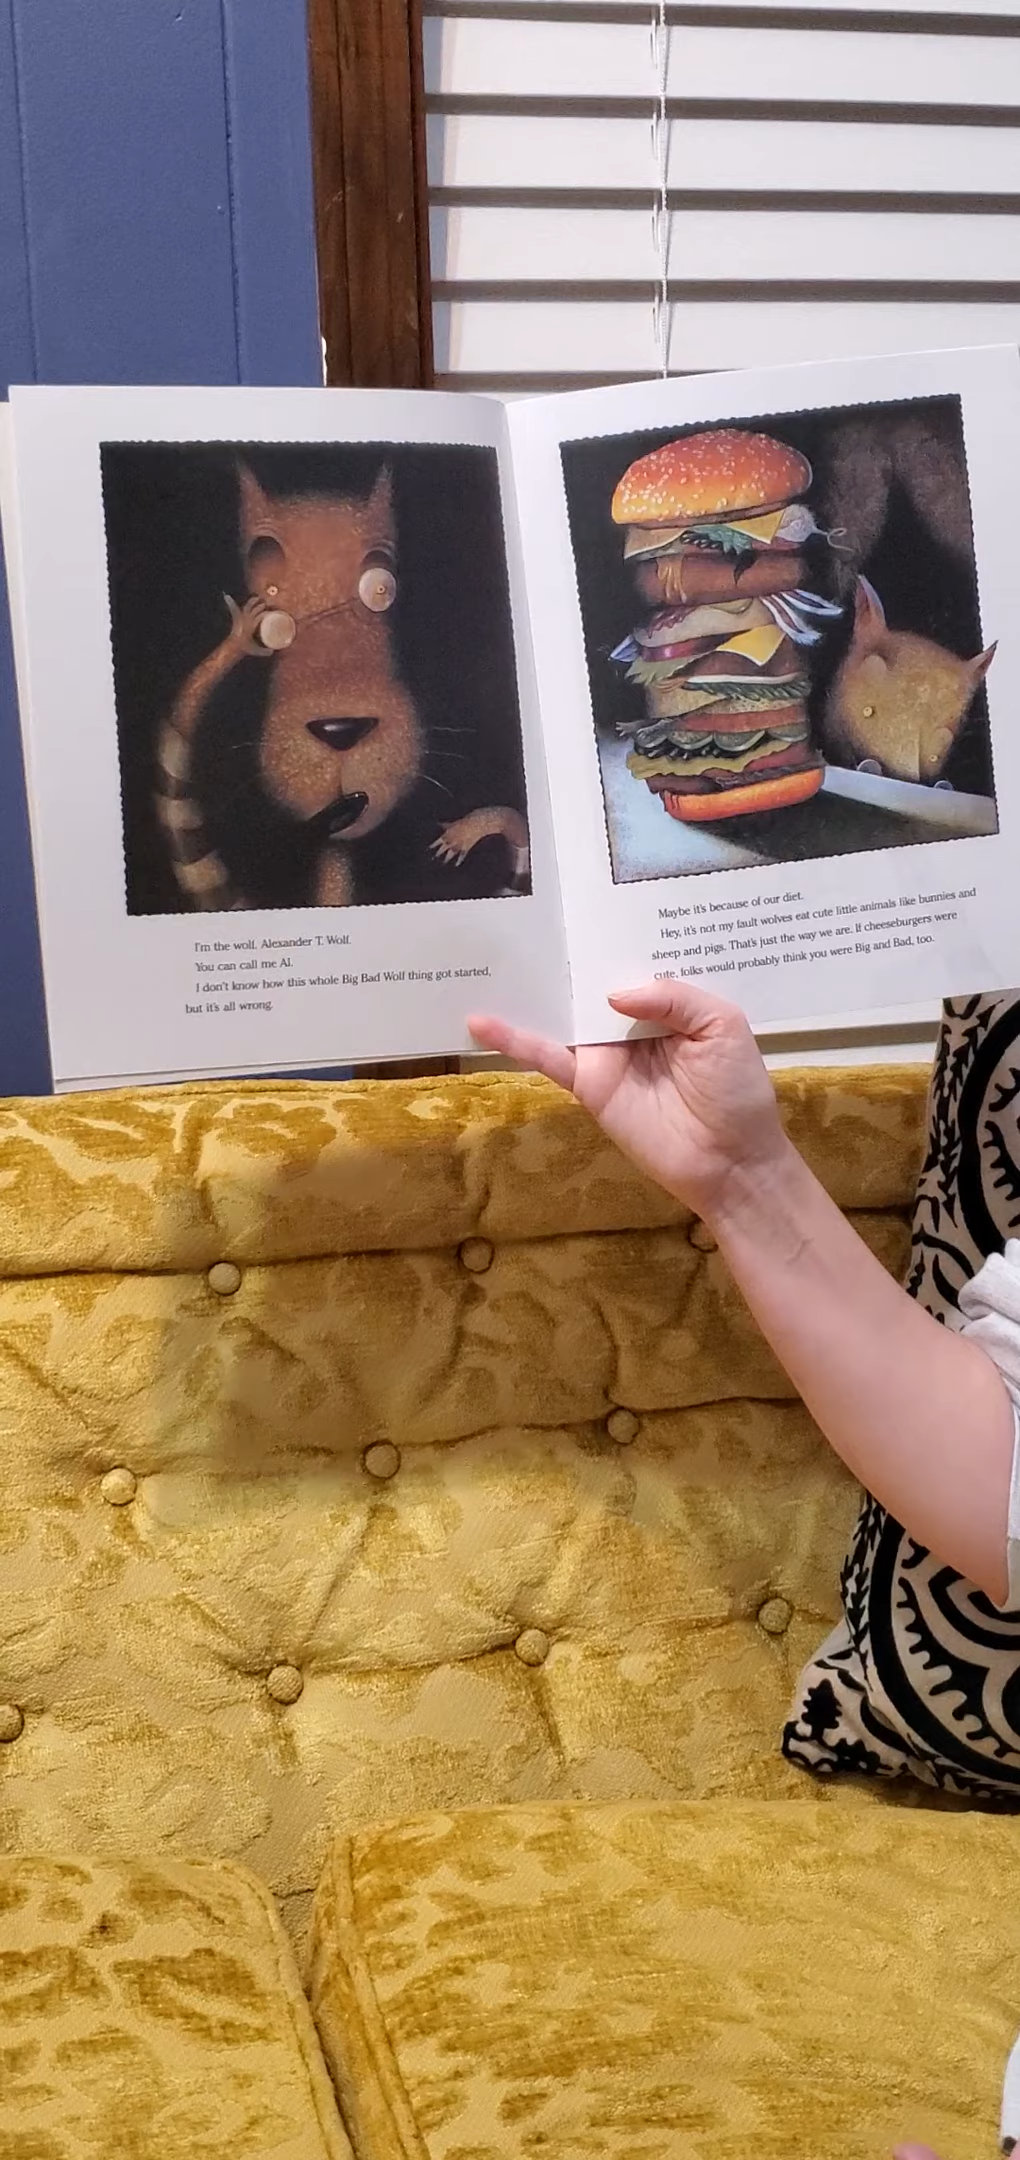 I'm the wolf. Alexander T. Wolf.
You can call me Al.
I don't know how this whole Big Bad Wolf thing got started,
but it's all wrong.
Maybe it's because of our diet.
Hey, it's not my fault wolves eat cute little animals like bunnies and
sheep and pigs. That's just the way we are. If cheeseburgers were
cute, folks would probably think you were Big and Bad, too.